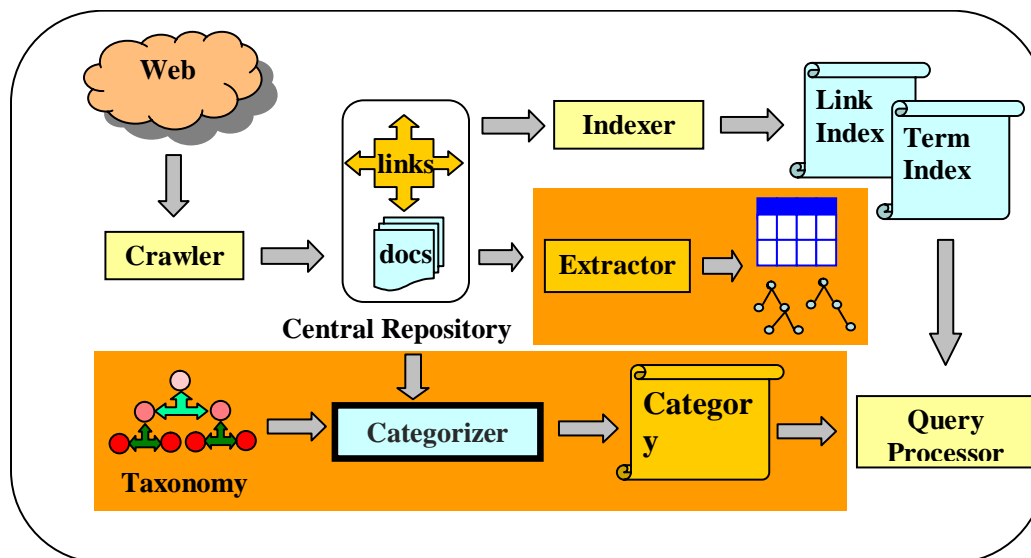 Web
Link
Index
Term
Index
Indexer
links
docs
Crawler
Extractor
Central Repository
Categor
y
Categorizer
Taxonomy
Query
Processor